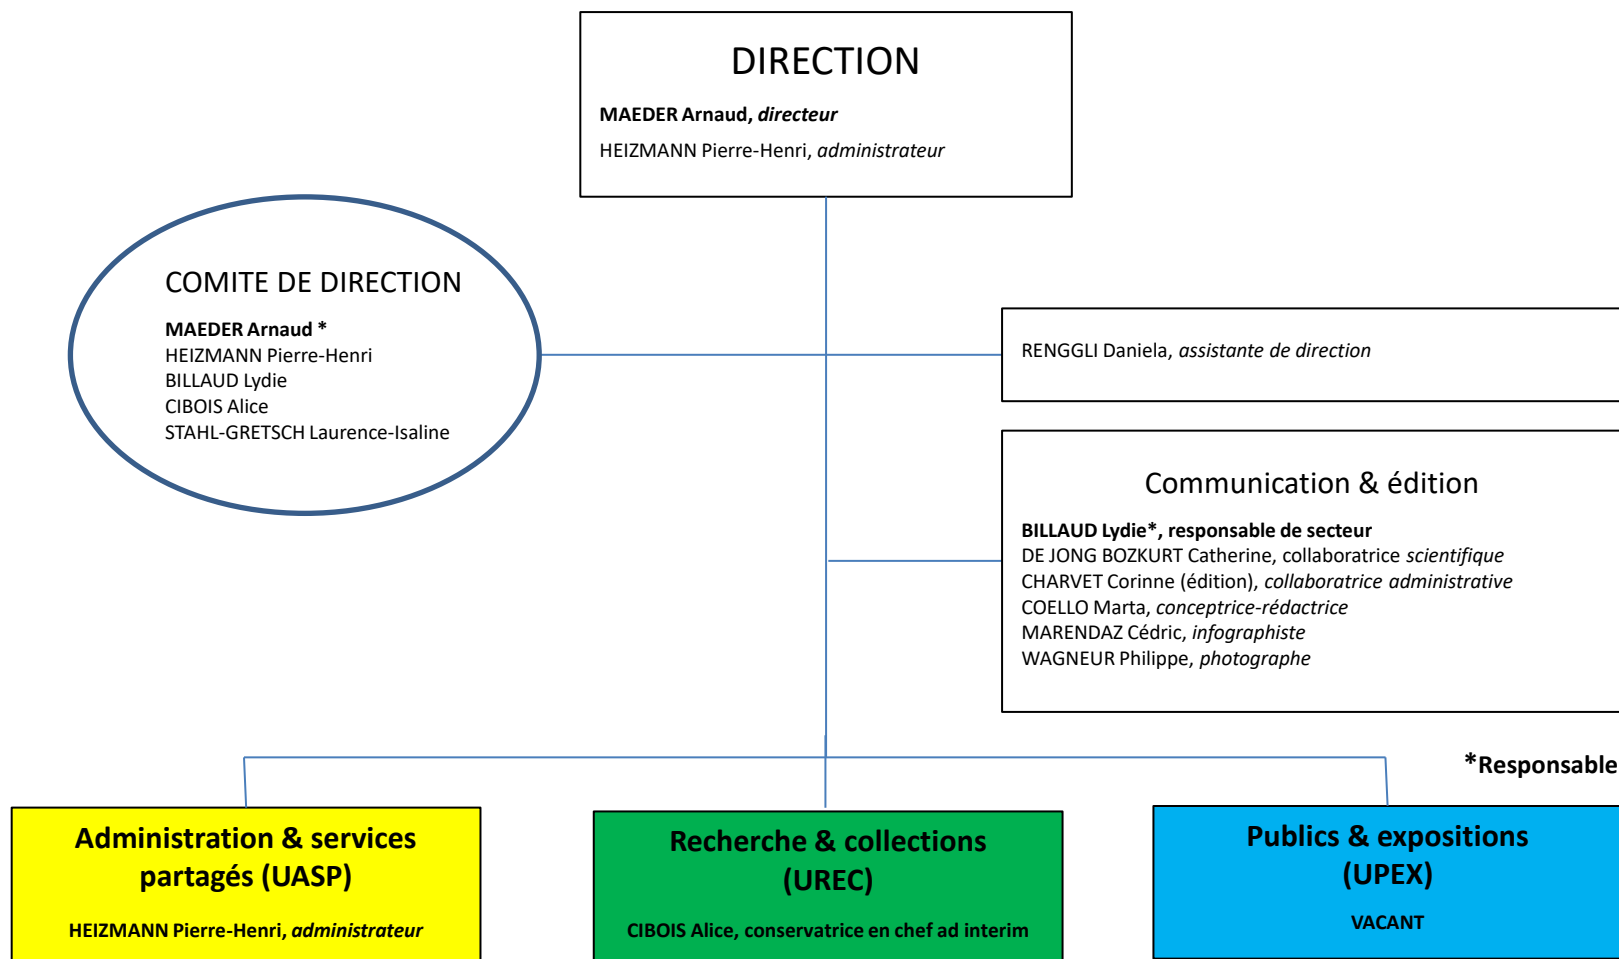 DIRECTION
MAEDER Arnaud, directeur
HEIZMANN Pierre-Henri, administrateur
COMITE DE DIRECTION
MAEDER Arnaud *
HEIZMANN Pierre-Henri
BILLAUD Lydie
CIBOIS Alice
STAHL-GRETSCH Laurence-Isaline
RENGGLI Daniela, assistante de direction
Communication & édition
BILLAUD Lydie*, responsable de secteur
DE JONG BOZKURT Catherine, collaboratrice scientifique
CHARVET Corinne (édition), collaboratrice administrative
COELLO Marta, conceptrice-rédactrice
MARENDAZ Cédric, infographiste
WAGNEUR Philippe, photographe
*Responsable
Administration & services
partagés (UASP)
HEIZMANN Pierre-Henri, administrateur
Recherche & collections
(UREC)
CIBOIS Alice, conservatrice en chef ad interim
Publics & expositions
(UPEX)
VACANT